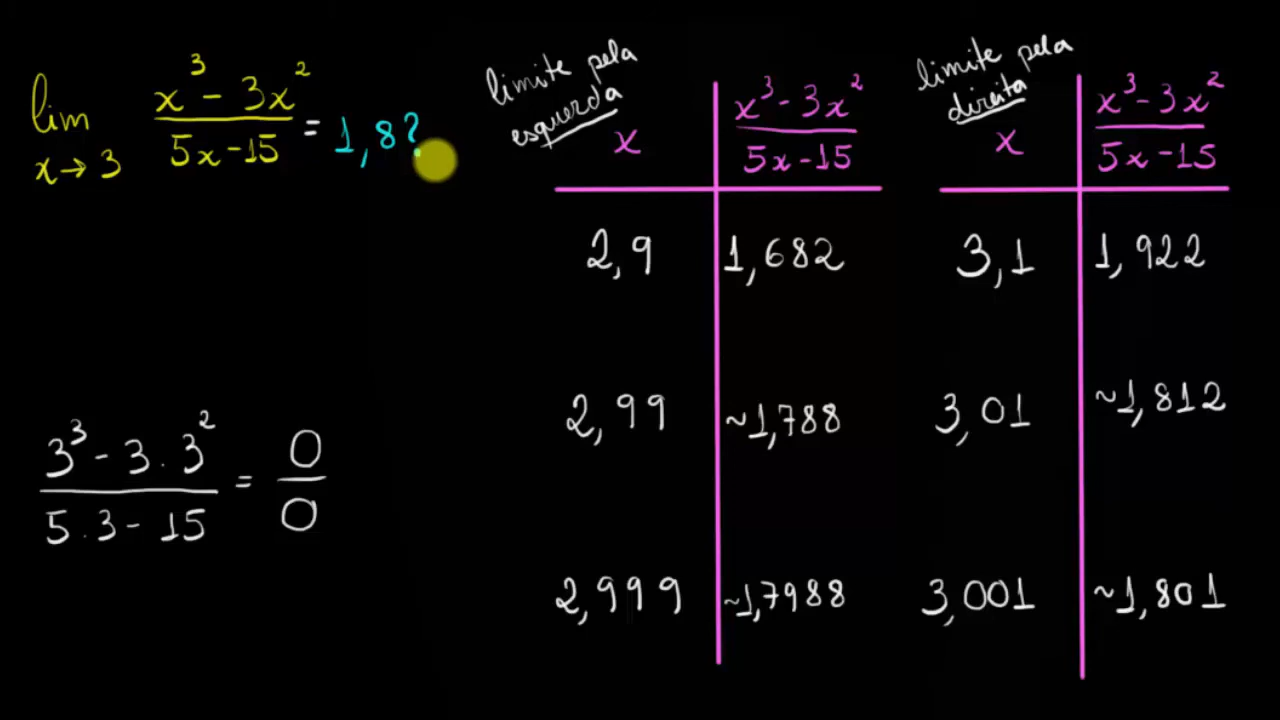 lim x→3 (x³ - 3x²)/(5x - 15) = 1,8?
(3³ - 3.3²)/(5.3 - 15) = 0/0
limite pela
esquerda
x | (x³ - 3x²)/(5x - 15)
2,9 | 1,682
2,99 | ~1,788
2,999 | ~1,7988
limite pela
direita
x | (x³ - 3x²)/(5x - 15)
3,1 | 1,922
3,01 | ~1,812
3,001 | ~1,801